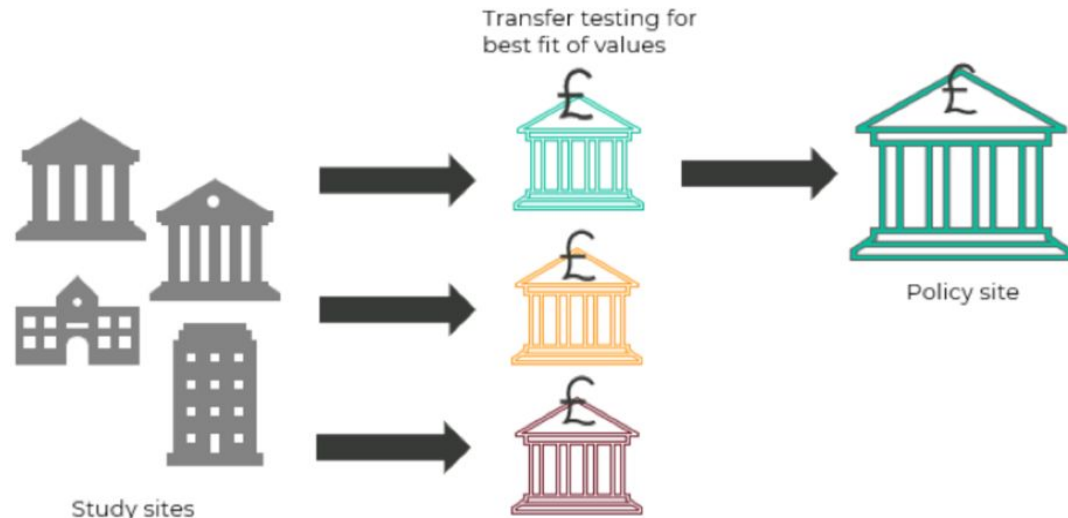 Transfer testing for
best fit of values
£
£
Policy site
£
£
Study sites